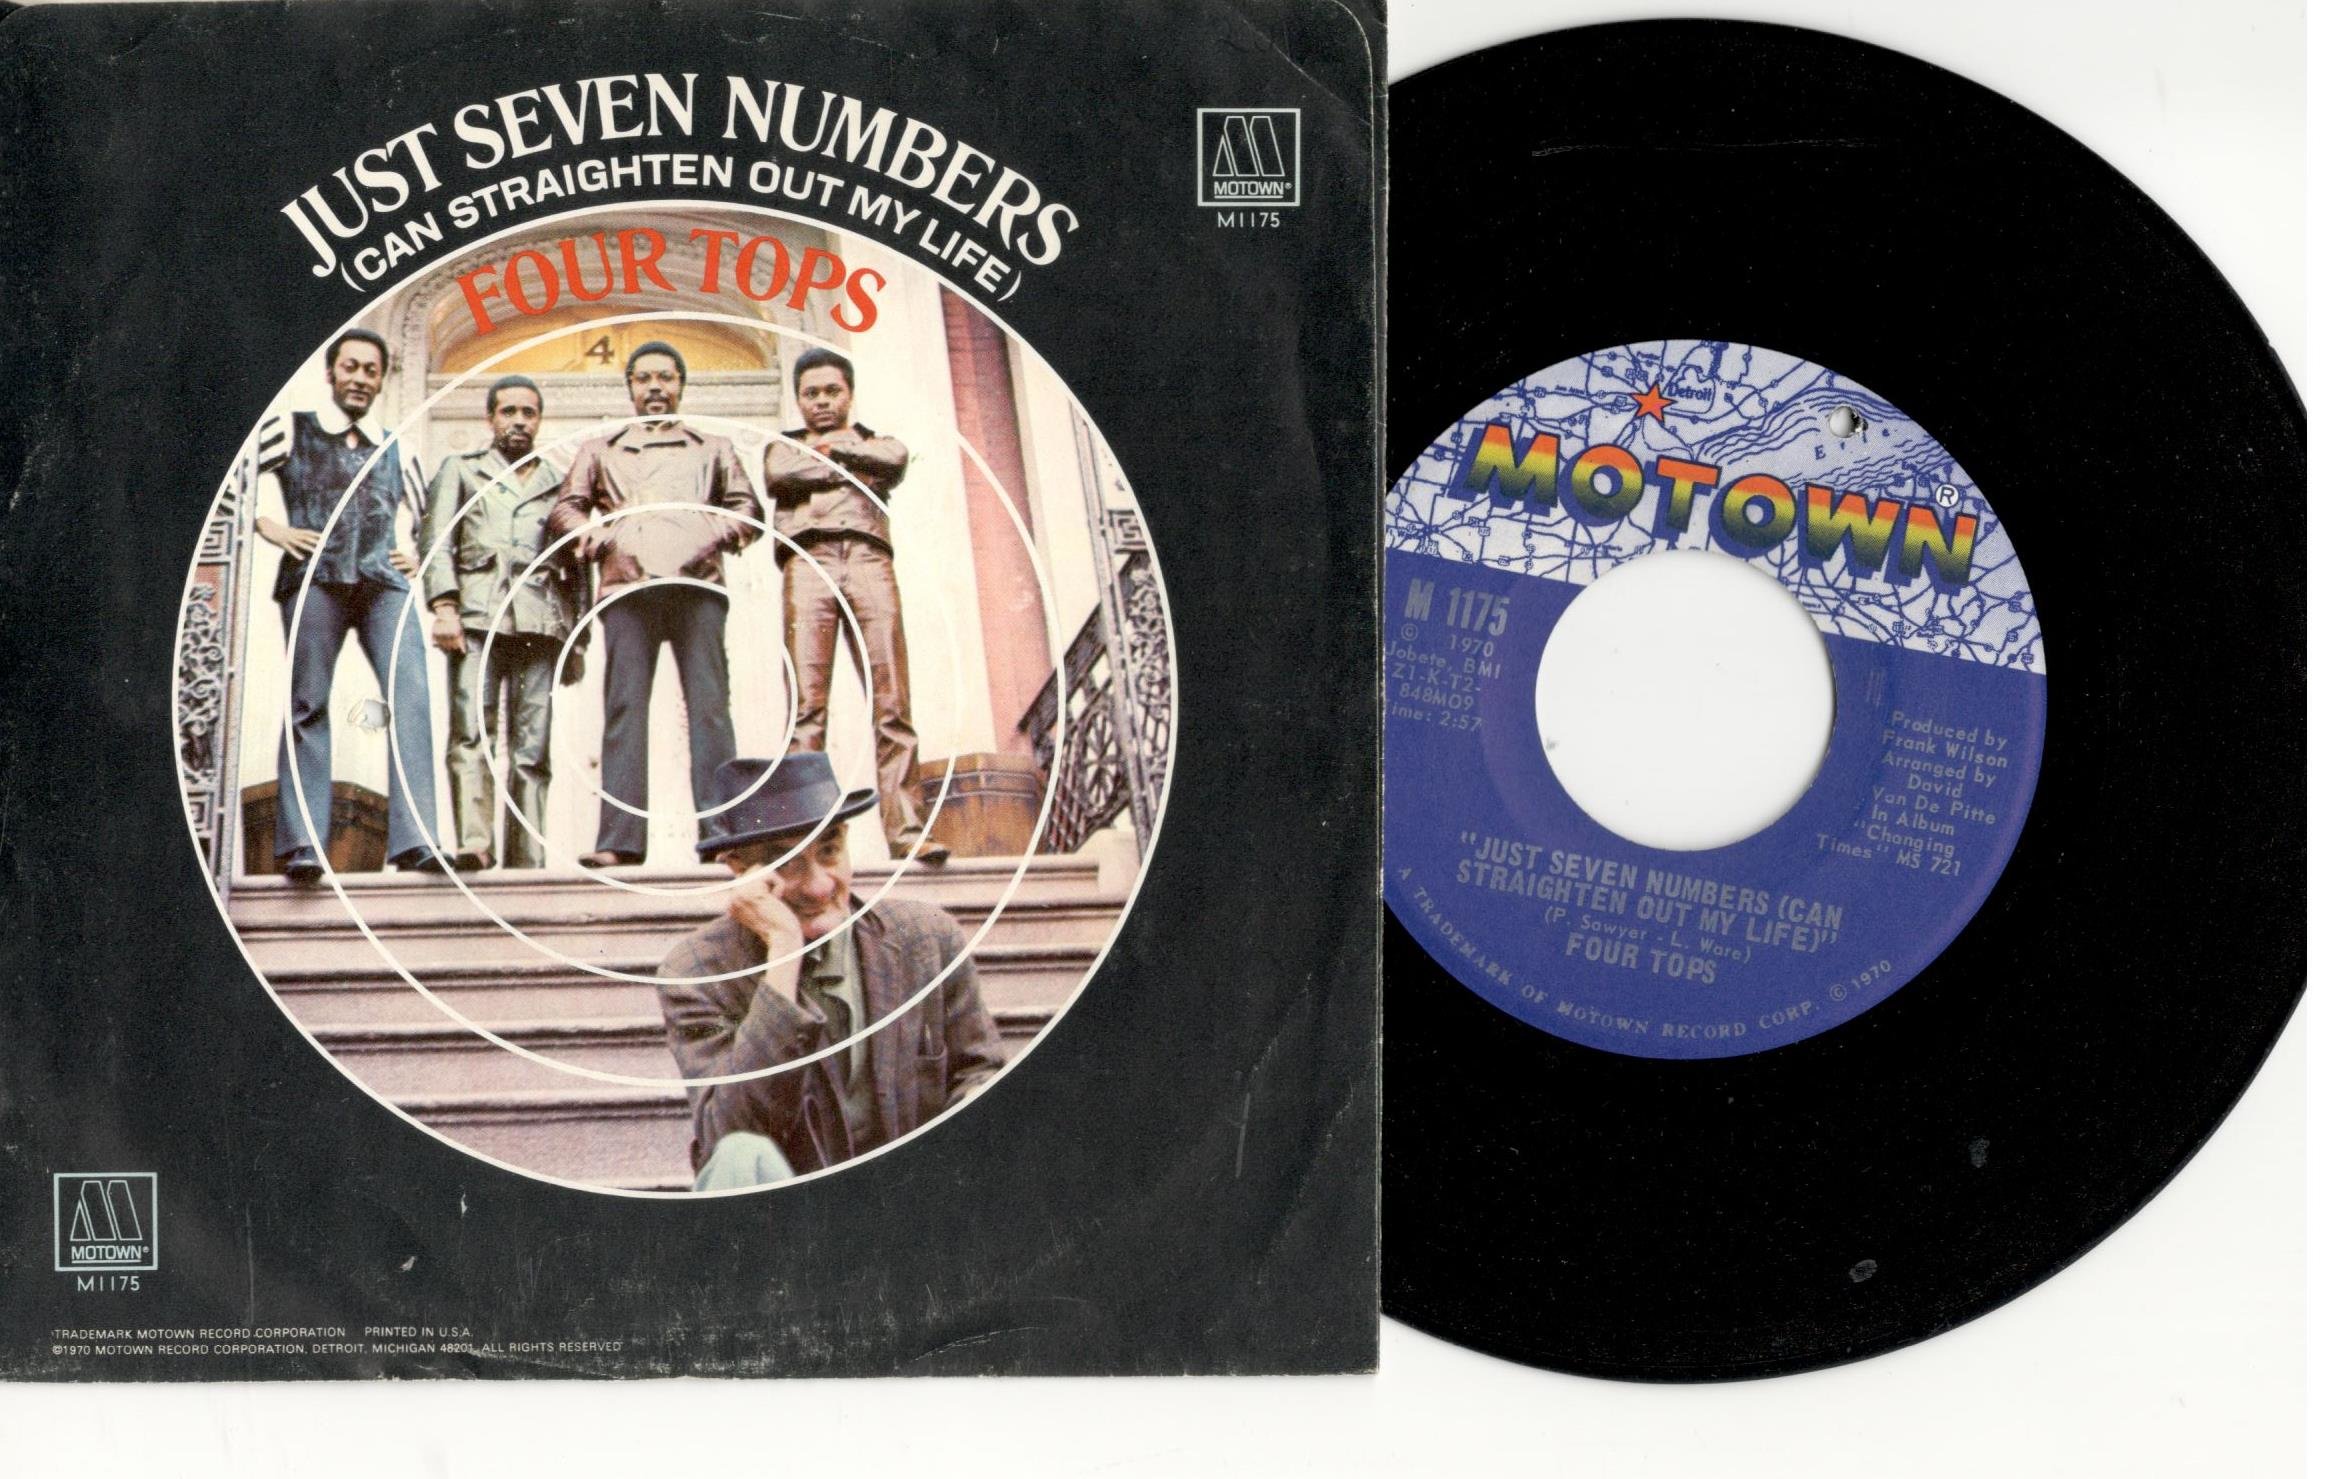 JUST SEVEN NUMBERS
(CAN STRAIGHTEN OUT MY LIFE)
FOUR TOPS
4
MOTOWN®
M1175
MOTOWN®
M1175
TRADEMARK MOTOWN RECORD CORPORATION PRINTED IN U.S.A.
©1970 MOTOWN RECORD CORPORATION, DETROIT, MICHIGAN 48201 ALL RIGHTS RESERVED
Detroit
MOTOWN®
M 1175
© 1970
Jobete, BMI
Z1-K-T2-
848M09
Time: 2:57
Produced by
Frank Wilson
Arranged by
David
Van De Pitte
In Album
"Changing
Times" MS 721
"JUST SEVEN NUMBERS (CAN
STRAIGHTEN OUT MY LIFE)"
(P. Sawyer - L. Ware)
FOUR TOPS
A TRADEMARK OF MOTOWN RECORD CORP. © 1970